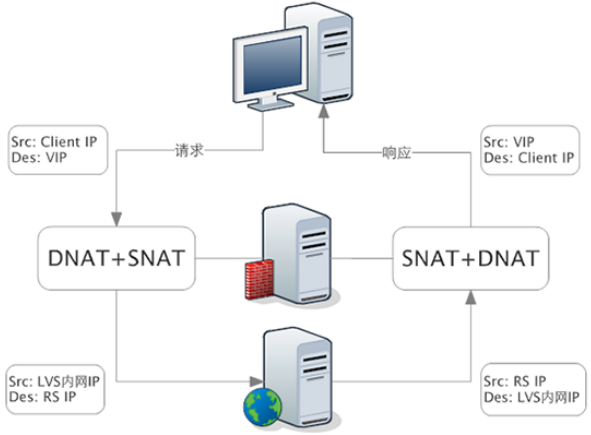 Src: Client IP
Des: VIP
请求
响应
Src: VIP
Des: Client IP
DNAT+SNAT
SNAT+DNAT
Src: LVS内网IP
Des: RS IP
Src: RS IP
Des: LVS内网IP